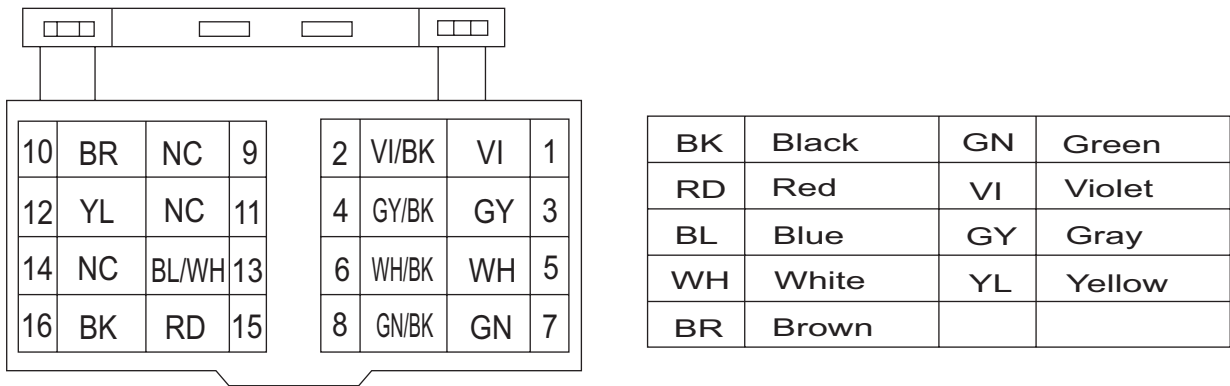 10 BR NC 9 2 VI/BK VI 1
12 YL NC 11 4 GY/BK GY 3
14 NC BL/WH 13 6 WH/BK WH 5
16 BK RD 15 8 GN/BK GN 7
BK Black GN Green
RD Red VI Violet
BL Blue GY Gray
WH White YL Yellow
BR Brown